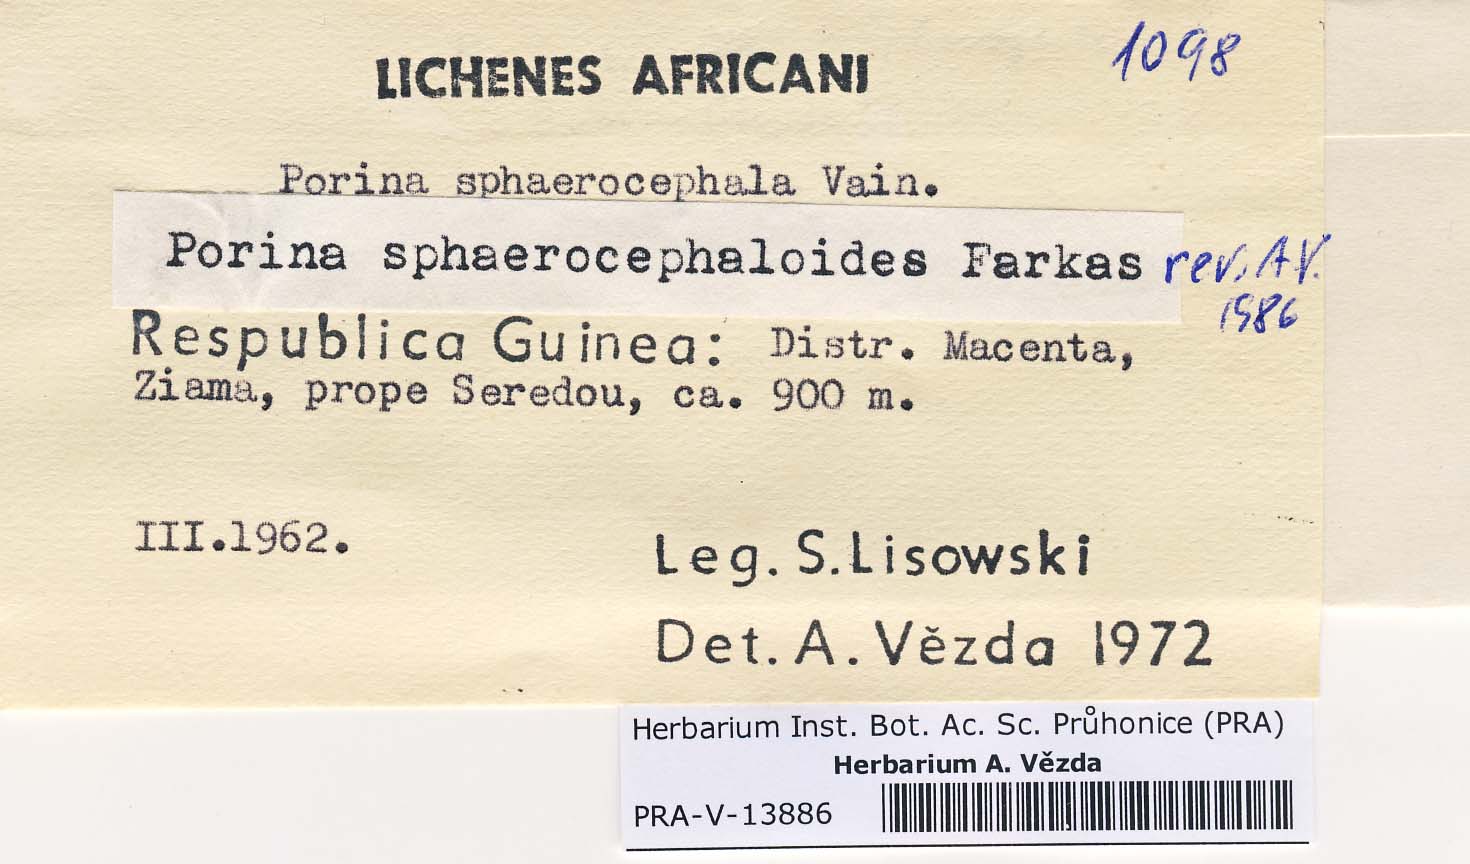 LICHENES AFRICANI
1098
Porina sphaerocephala Vain.
Porina sphaerocephaloides Farkas rev. A.V.
1986
Respublica Guinea: Distr. Macenta,
Ziama, prope Seredou, ca. 900 m.
III.1962.
Leg. S. Lisowski
Det. A. Vězda 1972
Herbarium Inst. Bot. Ac. Sc. Průhonice (PRA)
Herbarium A. Vězda
PRA-V-13886